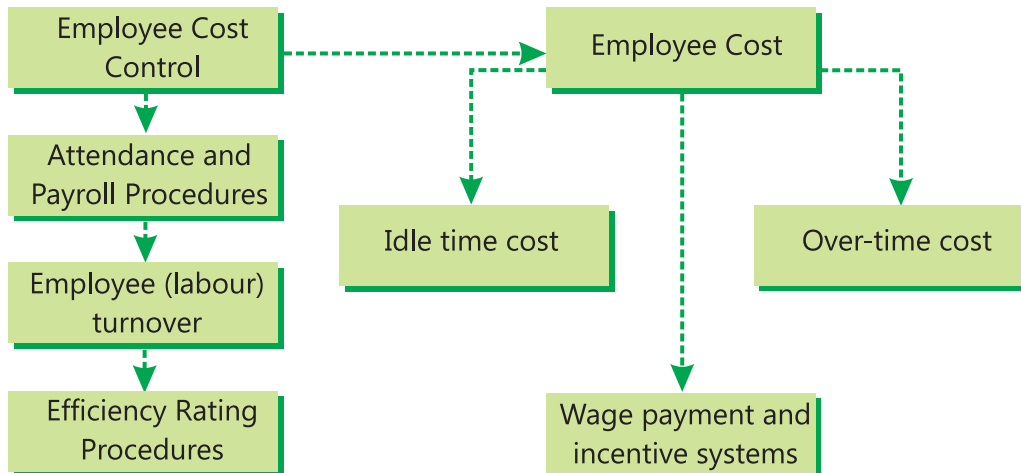 Employee Cost
Control
Employee Cost
Attendance and
Payroll Procedures
Idle time cost
Over-time cost
Employee (labour)
turnover
Efficiency Rating
Procedures
Wage payment and
incentive systems